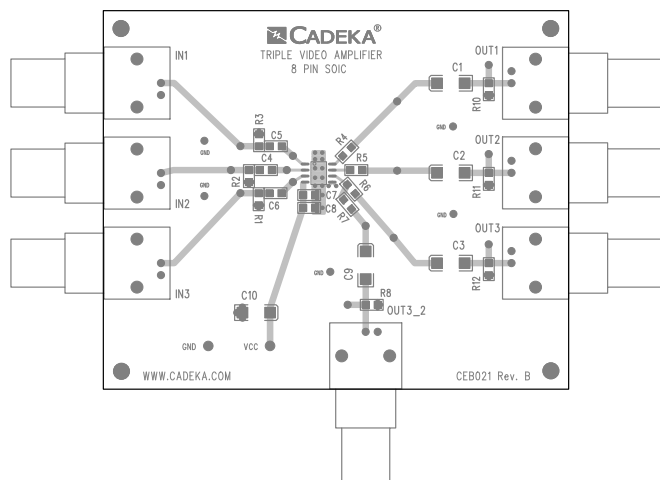 CADEKA®
TRIPLE VIDEO AMPLIFIER
8 PIN SOIC
IN1
OUT1
C1
R10
GND
R3
C5
R4
GND
OUT2
C4
R5
C2
R11
R2
R6
GND
IN2
C6
C7
R1
C8
R7
GND
OUT3
C3
R12
GND
C9
IN3
C10
R8
OUT3_2
GND
VCC
WWW.CADEKA.COM
CEB021 Rev. B